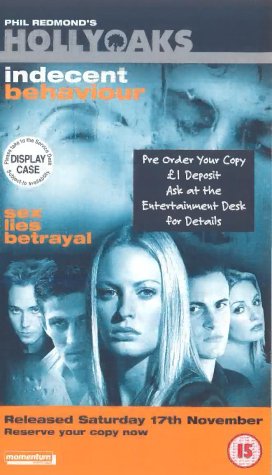 PHIL REDMOND'S
HOLLYOAKS
indecent
behaviour
Please take to the Service Desk
DISPLAY
CASE
Subject to availability
Pre Order Your Copy
£1 Deposit
Ask at the
Entertainment Desk
for Details
sex
lies
betrayal
Released Saturday 17th November
Reserve your copy now
momentum
15